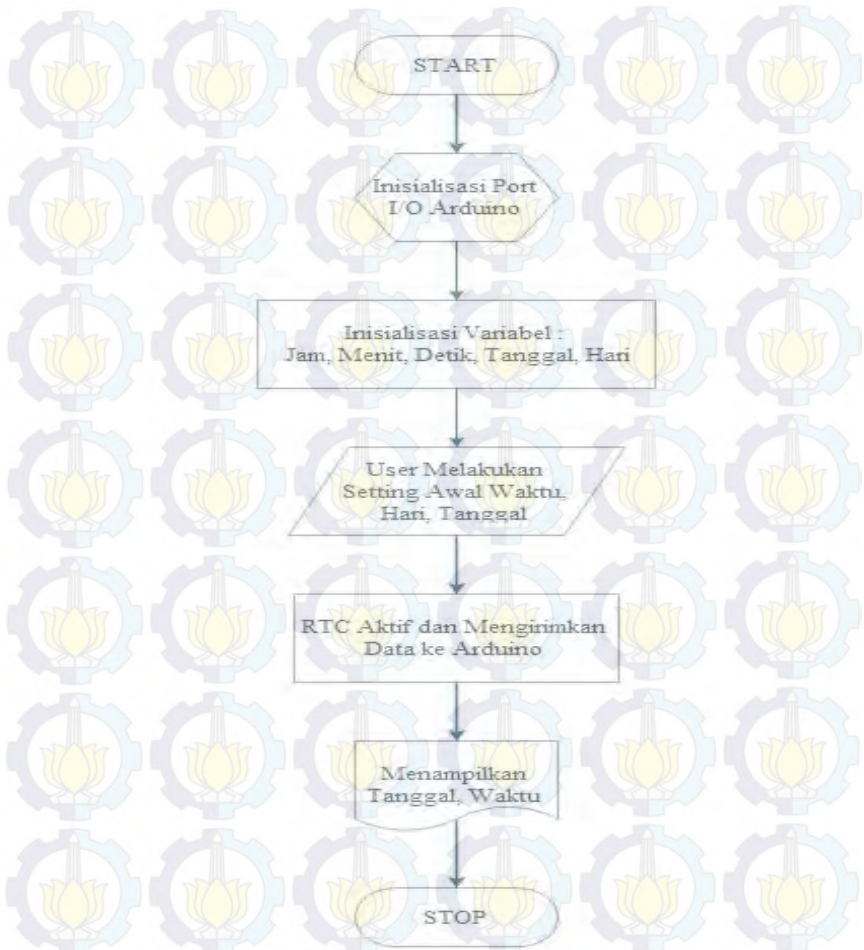 START
Inisialisasi Port
I/O Arduino
Inisialisasi Variabel :
Jam, Menit, Detik, Tanggal, Hari
User Melakukan
Setting Awal Waktu,
Hari, Tanggal
RTC Aktif dan Mengirimkan
Data ke Arduino
Menampilkan
Tanggal, Waktu
STOP